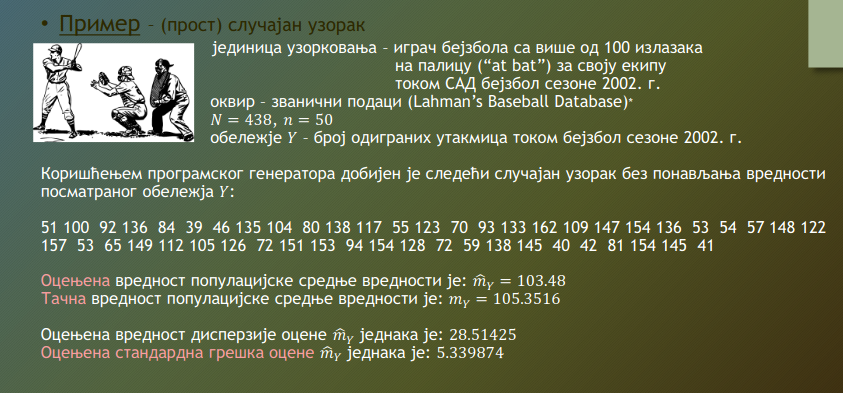 • Пример – (прост) случајан узорак
јединица узорковања – играч бејзбола са више од 100 излазака
на палицу (“at bat”) за своју екипу
током САД бејзбол сезоне 2002. г.
оквир – званични подаци (Lahman’s Baseball Database)*
N = 438, n = 50
обележје Y – број одиграних утакмица током бејзбол сезоне 2002. г.
Коришћењем програмског генератора добијен је следећи случајан узорак без понављања вредности
посматраног обележја Y:
51 100 92 136 84 39 46 135 104 80 138 117 55 123 70 93 133 162 109 147 154 136 53 54 57 148 122
157 53 65 149 112 105 126 72 151 153 94 154 128 72 59 138 145 40 42 81 154 145 41
Оцењена вредност популацијске средње вредности је: m̂_Y = 103.48
Тачна вредност популацијске средње вредности је: m_Y = 105.3516
Оцењена вредност дисперзије оцене m̂_Y једнака је: 28.51425
Оцењена стандардна грешка оцене m̂_Y једнака је: 5.339874